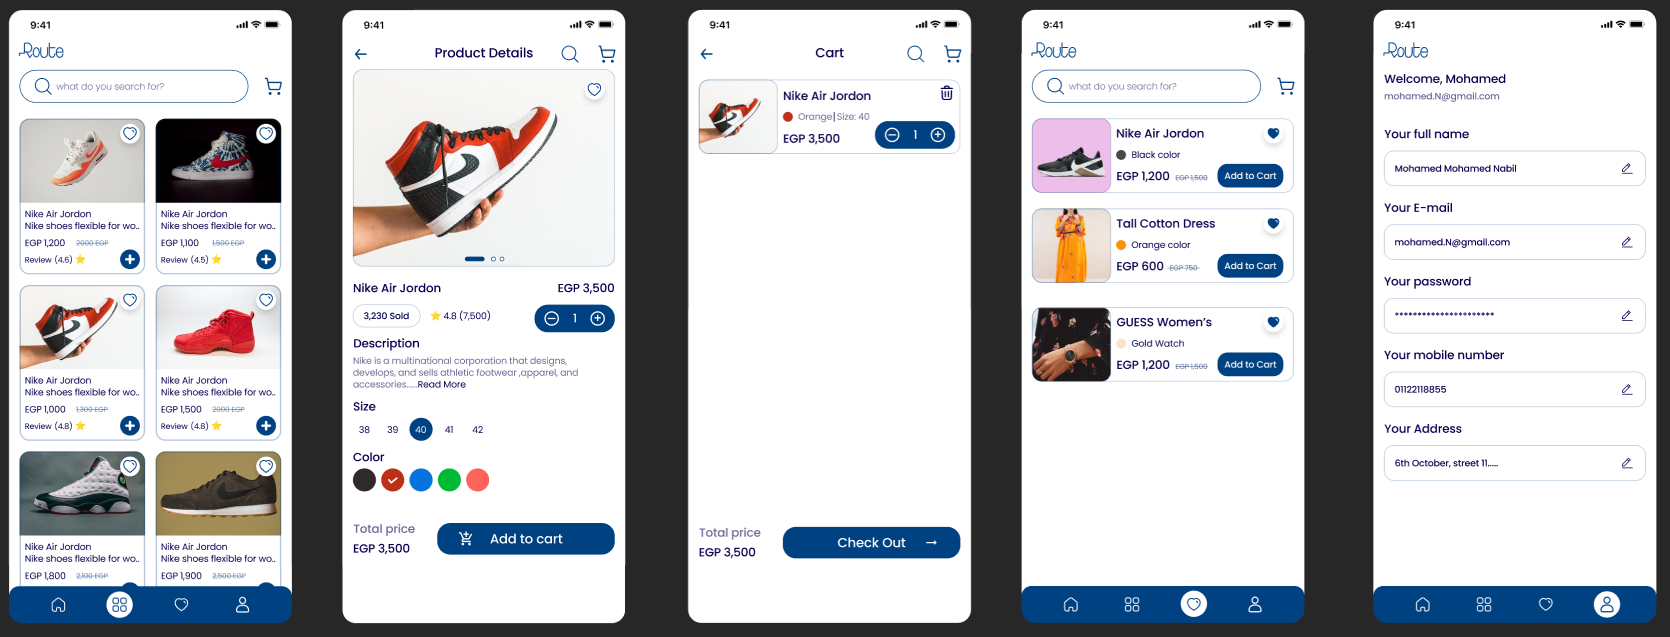 9:41
Route
what do you search for?
Nike Air Jordon
Nike shoes flexible for wo..
EGP 1,200 2000 EGP
Review (4.6)
Nike Air Jordon
Nike shoes flexible for wo..
EGP 1,100 1,500 EGP
Review (4.5)
Nike Air Jordon
Nike shoes flexible for wo..
EGP 1,000 1,300 EGP
Review (4.8)
Nike Air Jordon
Nike shoes flexible for wo..
EGP 1,500 2000 EGP
Review (4.8)
Nike Air Jordon
Nike shoes flexible for wo..
EGP 1,800 2,100 EGP
Nike Air Jordon
Nike shoes flexible for wo..
EGP 1,900 2,500 EGP
9:41
Product Details
Nike Air Jordon EGP 3,500
3,230 Sold 4.8 (7,500) 1
Description
Nike is a multinational corporation that designs,
develops, and sells athletic footwear ,apparel, and
accessories......Read More
Size
38 39 40 41 42
Color
Total price
EGP 3,500
Add to cart
9:41
Cart
Nike Air Jordon
Orange| Size: 40
EGP 3,500 1
Total price
EGP 3,500
Check Out →
9:41
Route
what do you search for?
Nike Air Jordon
Black color
EGP 1,200 EGP 1,500 Add to Cart
Tall Cotton Dress
Orange color
EGP 600 EGP 750 Add to Cart
GUESS Women's
Gold Watch
EGP 1,200 EGP 1,500 Add to Cart
9:41
Route
Welcome, Mohamed
mohamed.N@gmail.com
Your full name
Mohamed Mohamed Nabil
Your E-mail
mohamed.N@gmail.com
Your password
**********************
Your mobile number
01122118855
Your Address
6th October, street 11.....